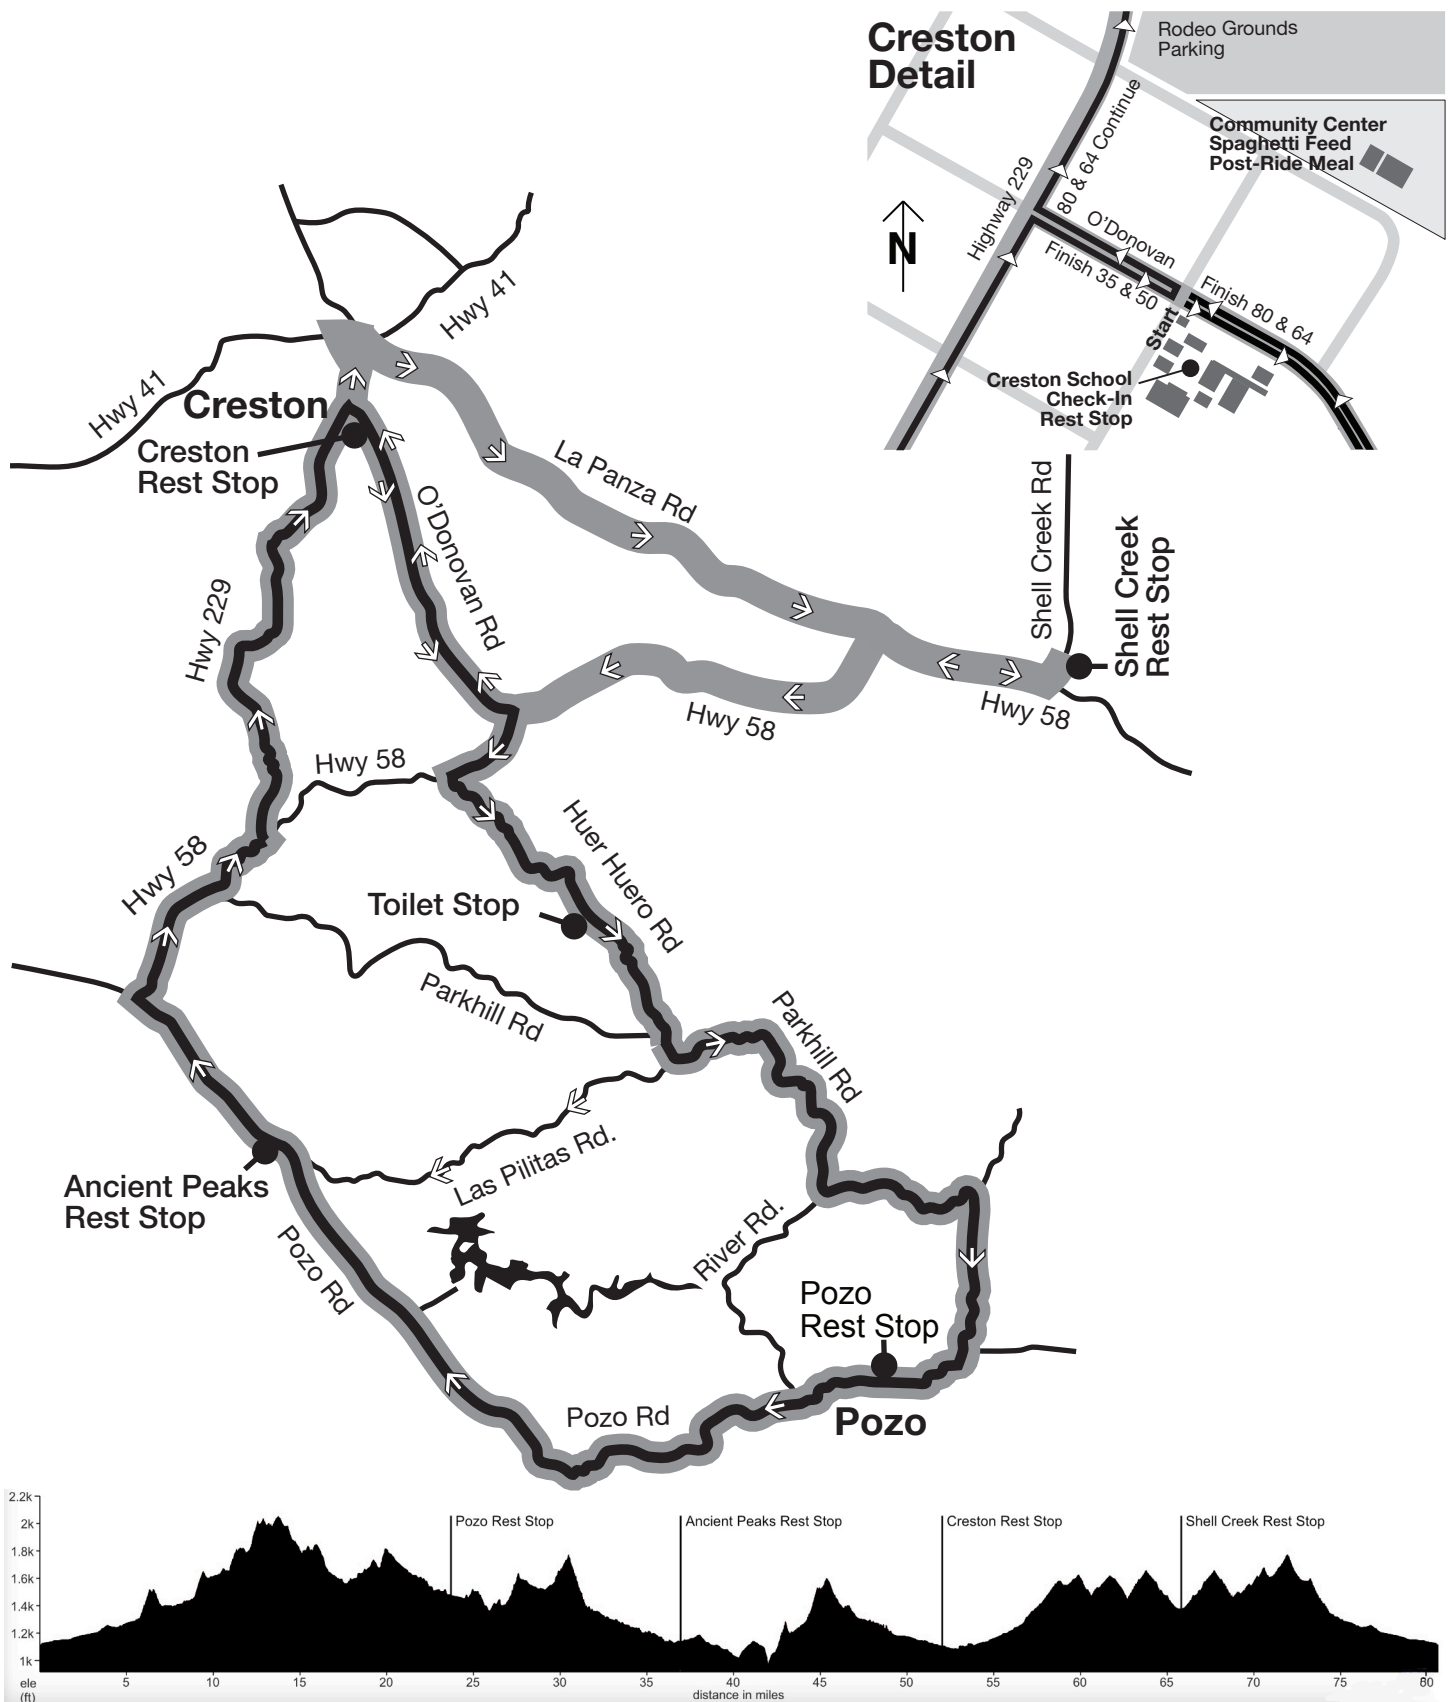 Creston
Detail
Rodeo Grounds
Parking
Community Center
Spaghetti Feed
Post-Ride Meal
80 & 64 Continue
Highway 229
O'Donovan
Finish 35 & 50
Finish 80 & 64
Start
N
Creston School
Check-In
Rest Stop
Hwy 41
Hwy 41
Creston
Creston
Rest Stop
La Panza Rd
O'Donovan Rd
Shell Creek Rd
Shell Creek
Rest Stop
Hwy 229
Hwy 58
Hwy 58
Hwy 58
Hwy 58
Huer Huero Rd
Toilet Stop
Parkhill Rd
Parkhill Rd
Las Pilitas Rd.
Ancient Peaks
Rest Stop
Pozo Rd
River Rd.
Pozo
Rest Stop
Pozo Rd
Pozo
2.2k
2k
1.8k
1.6k
1.4k
1.2k
1k
ele
(ft)
Pozo Rest Stop
Ancient Peaks Rest Stop
Creston Rest Stop
Shell Creek Rest Stop
5 10 15 20 25 30 35 40 45 50 55 60 65 70 75 80
distance in miles